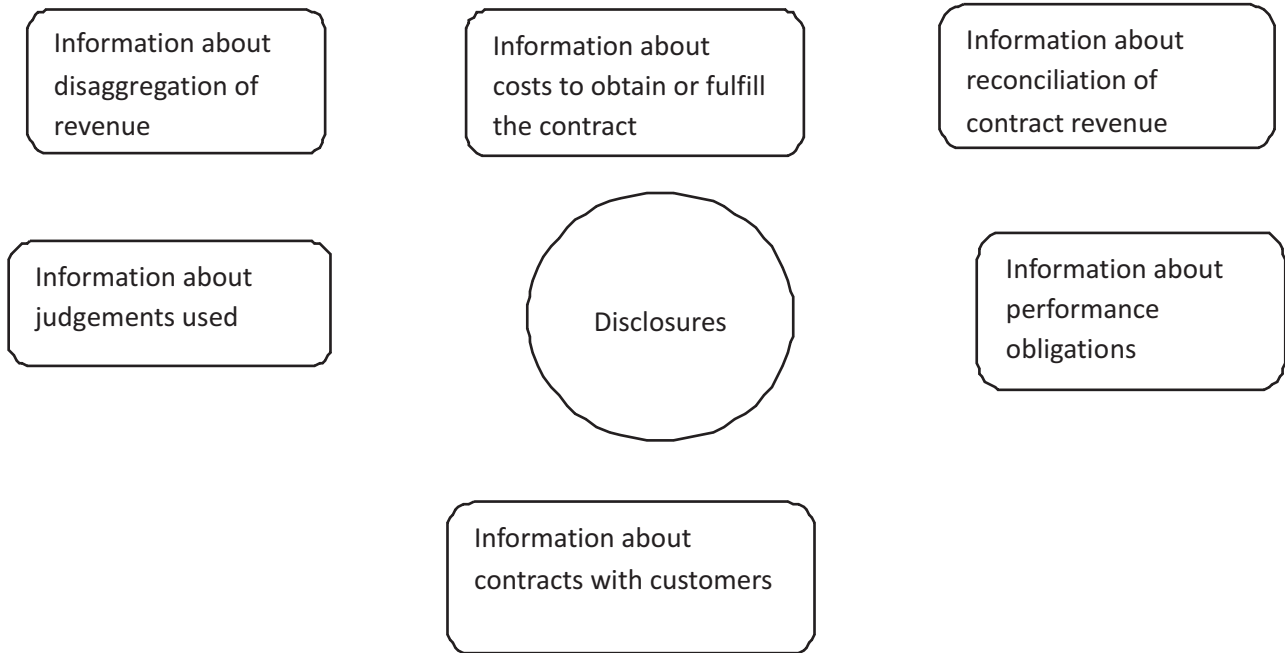 Information about
disaggregation of
revenue
Information about
costs to obtain or fulfill
the contract
Information about
reconciliation of
contract revenue
Information about
judgements used
Disclosures
Information about
performance
obligations
Information about
contracts with customers